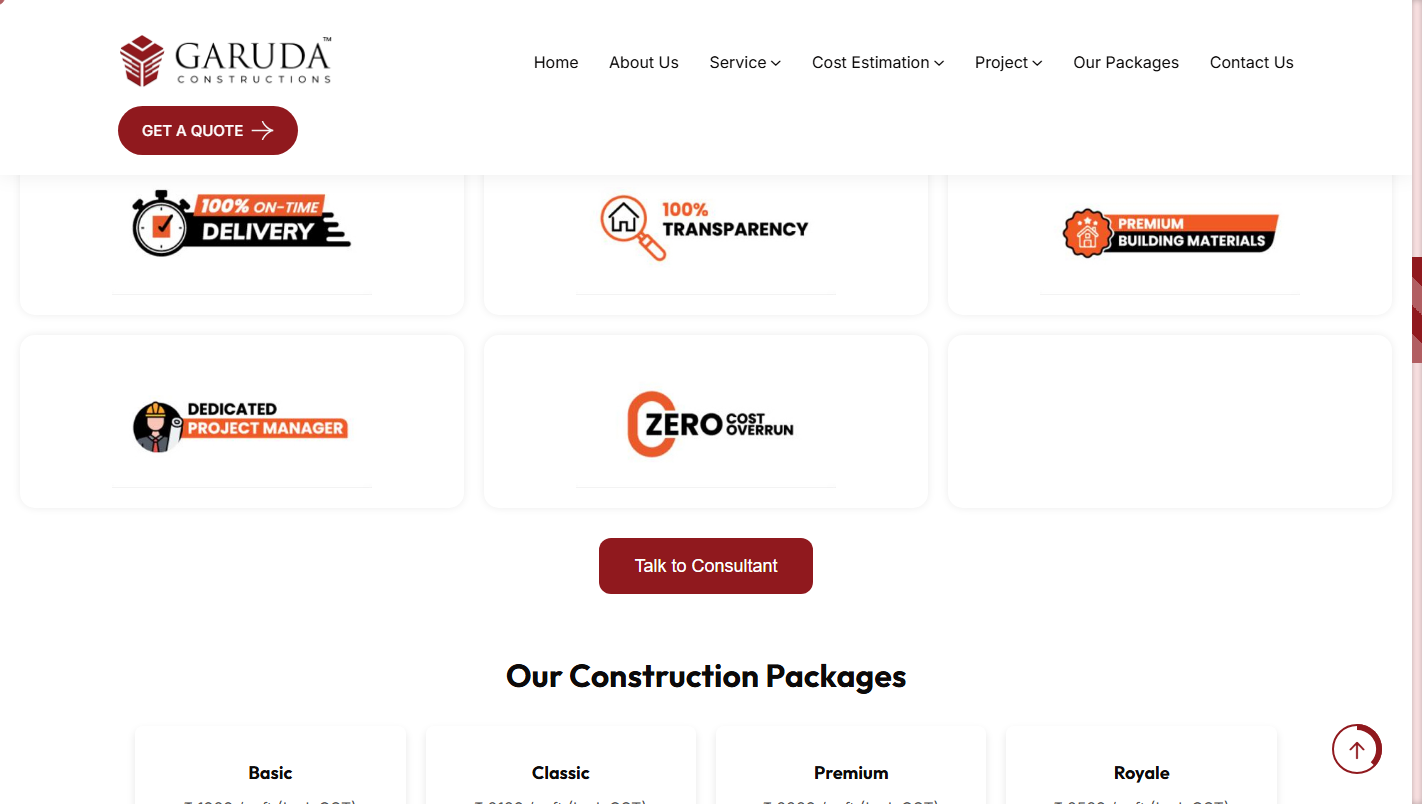 GARUDA™
CONSTRUCTIONS
Home
About Us
Service
Cost Estimation
Project
Our Packages
Contact Us
GET A QUOTE
100% ON-TIME
DELIVERY
100%
TRANSPARENCY
PREMIUM
BUILDING MATERIALS
DEDICATED
PROJECT MANAGER
ZERO COST
OVERRUN
Talk to Consultant
Our Construction Packages
Basic
Classic
Premium
Royale